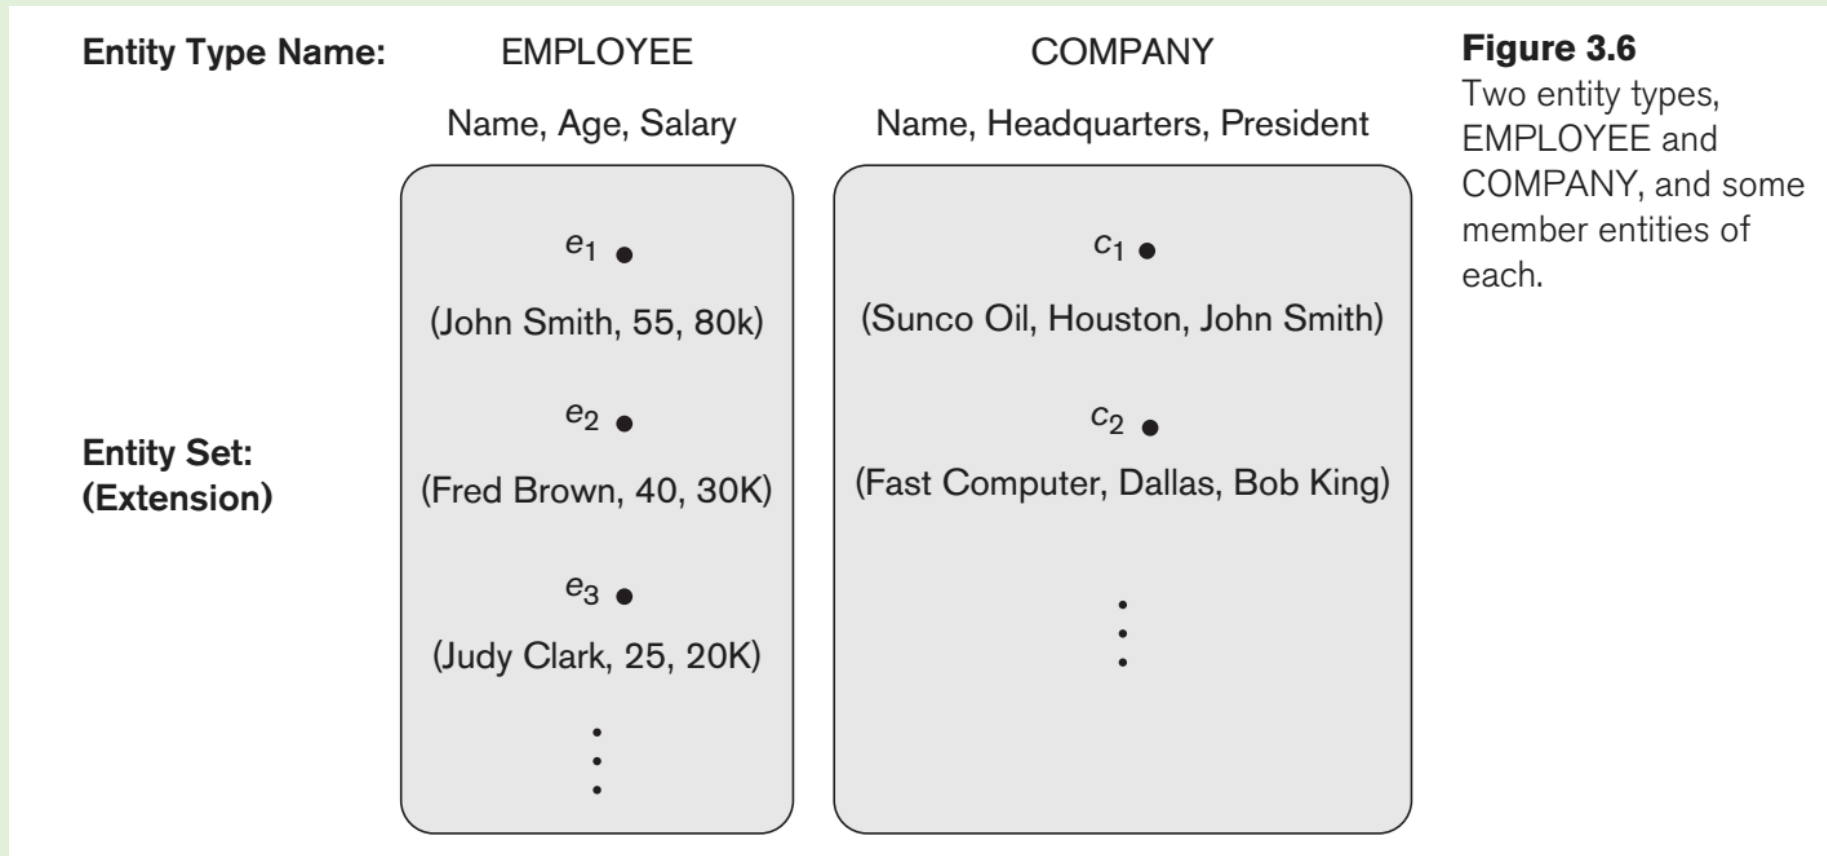 Entity Type Name:
EMPLOYEE
COMPANY
Name, Age, Salary
Name, Headquarters, President
Entity Set:
(Extension)
e1
(John Smith, 55, 80k)
e2
(Fred Brown, 40, 30K)
e3
(Judy Clark, 25, 20K)
c1
(Sunco Oil, Houston, John Smith)
c2
(Fast Computer, Dallas, Bob King)
Figure 3.6
Two entity types,
EMPLOYEE and
COMPANY, and some
member entities of
each.